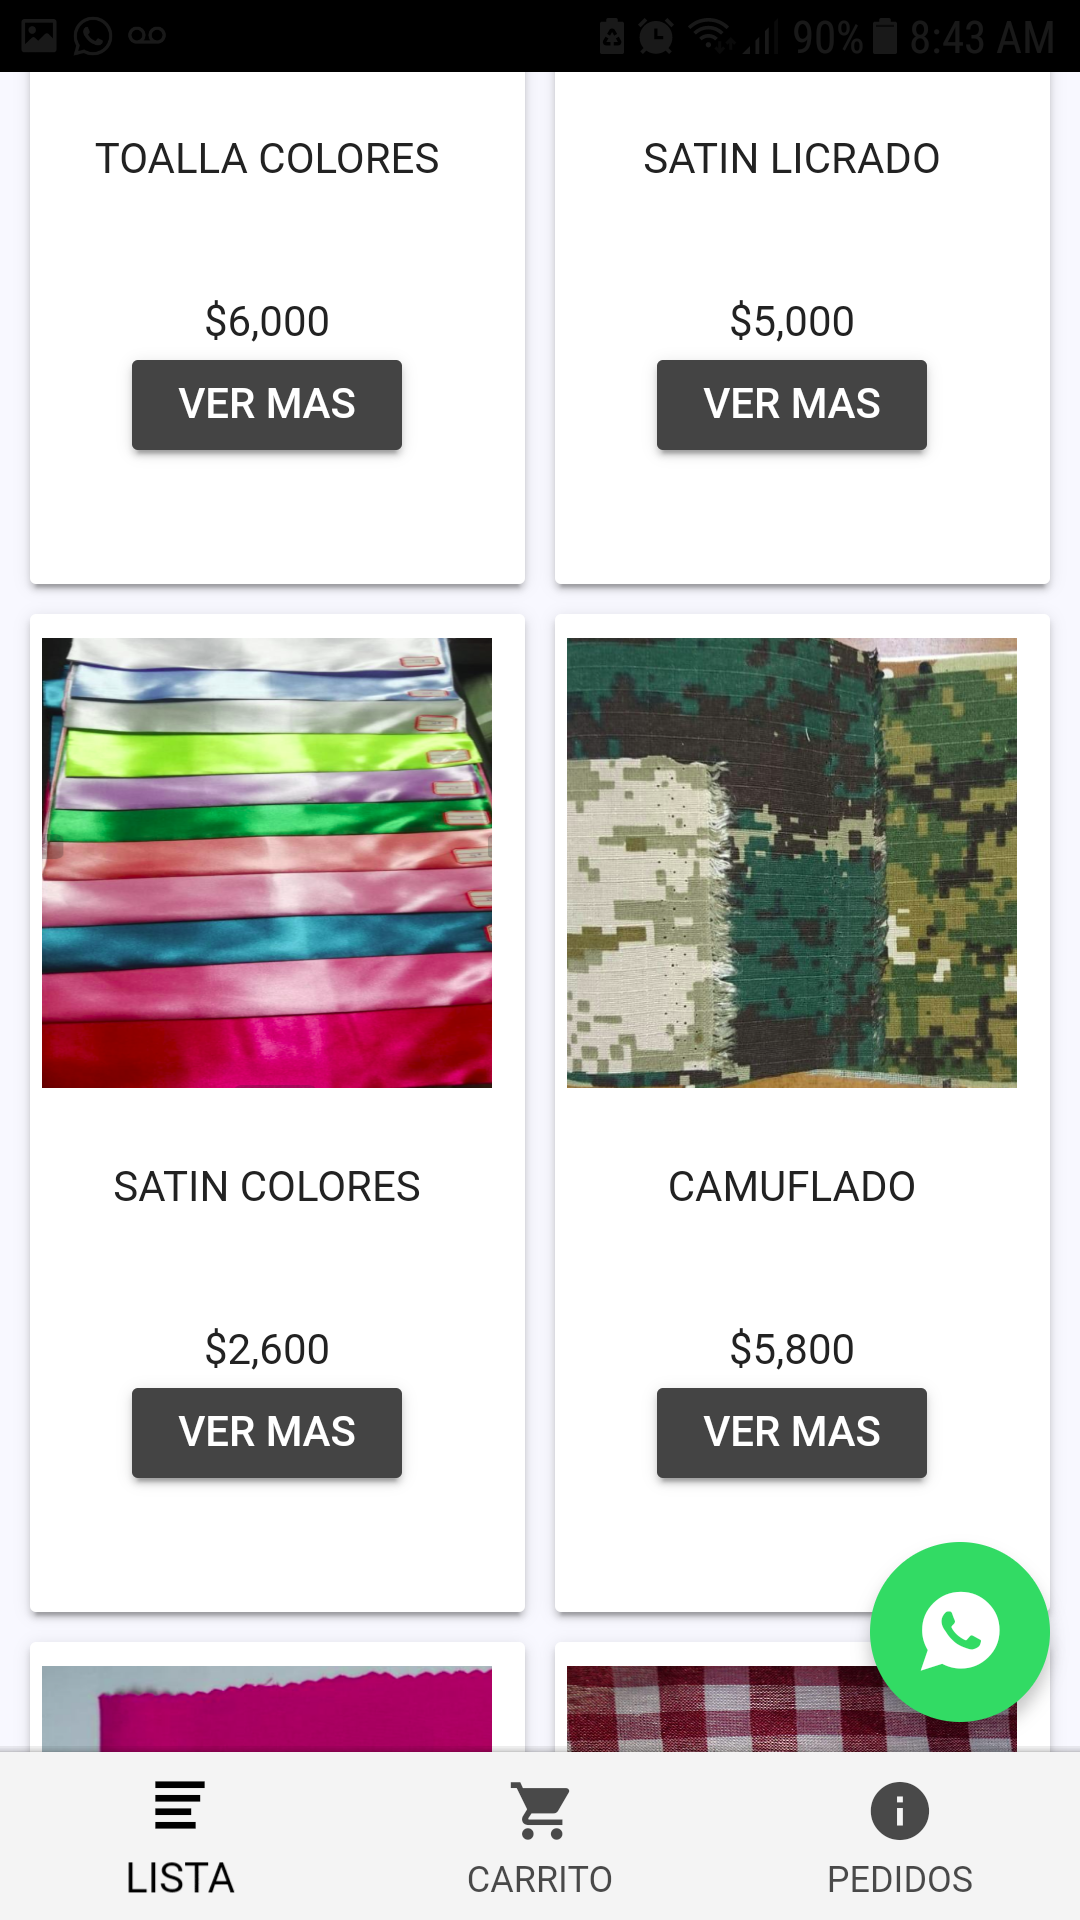 90% 8:43 AM
TOALLA COLORES
$6,000
VER MAS
SATIN LICRADO
$5,000
VER MAS
SATIN COLORES
$2,600
VER MAS
CAMUFLADO
$5,800
VER MAS
LISTA
CARRITO
PEDIDOS